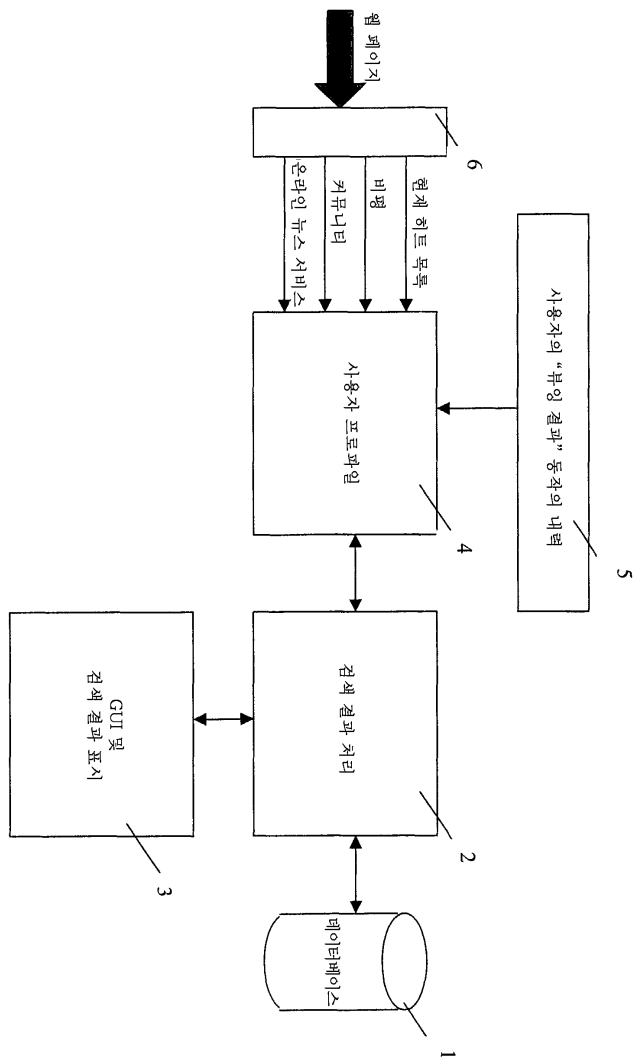 웹 페이지
6
현재 히트 목록
비평
커뮤니티
온라인 뉴스 서비스
사용자의 "뷰잉 결과" 동작의 내력
5
사용자 프로파일
4
검색 결과 처리
2
GUI 및
검색 결과 표시
3
데이터베이스
1